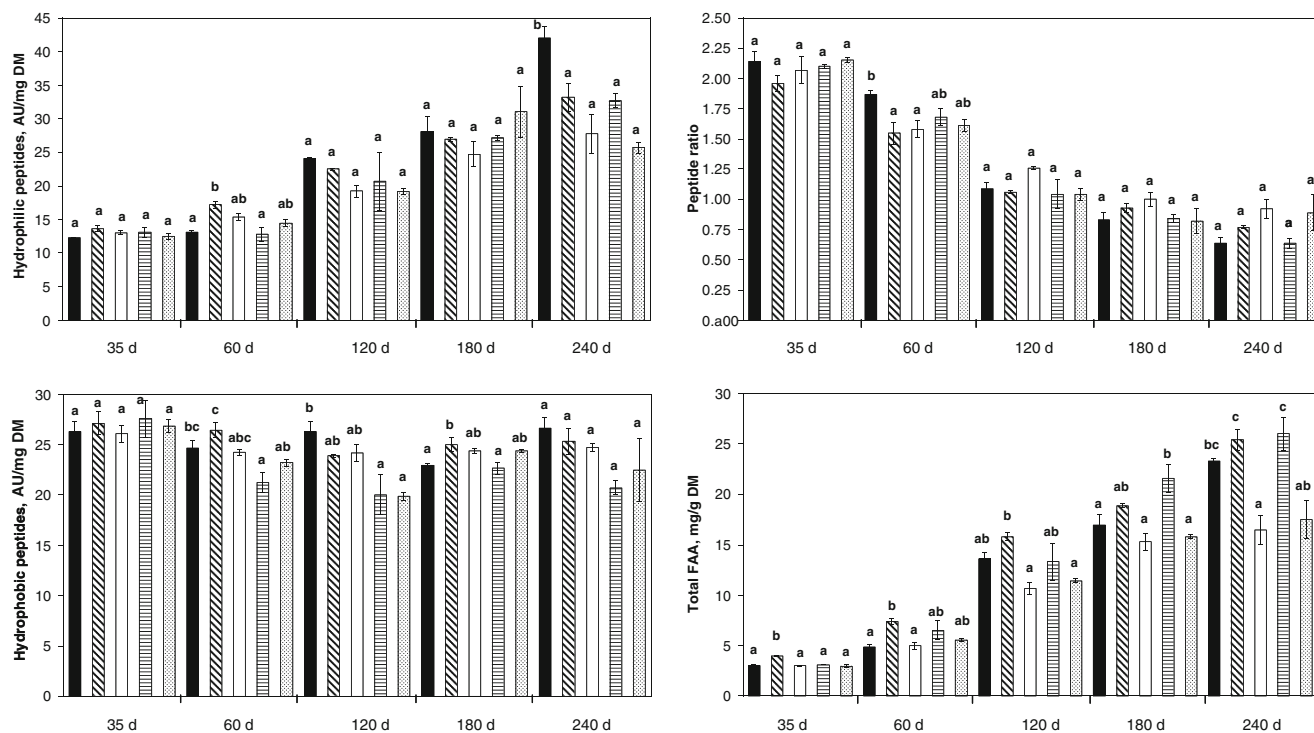 Hydrophilic peptides, AU/mg DM
45
40
35
30
25
20
15
10
5
0
a a a a a a b ab a ab a a a a a a a a a a b a a a a
35 d 60 d 120 d 180 d 240 d
Peptide ratio
2.50
2.25
2.00
1.75
1.50
1.25
1.00
0.75
0.50
0.25
0.a00
a a a a a b a a ab ab a a a a a a a a a a a a a a a
35 d 60 d 120 d 180 d 240 d
Hydrophobic peptides, AU/mg DM
30
25
20
15
10
5
0
a a a a a bc c abc a ab b ab ab a a a b ab a ab a a a a a
35 d 60 d 120 d 180 d 240 d
Total FAA, mg/g DM
30
25
20
15
10
5
0
a b a a a a b a ab ab ab b a ab a a ab a b a bc c a c ab
35 d 60 d 120 d 180 d 240 d